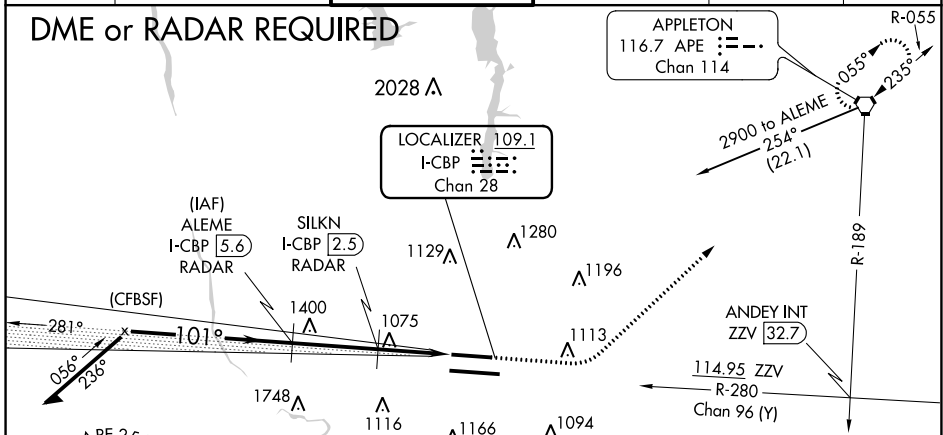 DME or RADAR REQUIRED
APPLETON
116.7 APE
Chan 114
R-055
055°
235°
2900 to ALEME
254°
(22.1)
2028
LOCALIZER 109.1
I-CBP
Chan 28
(IAF)
ALEME
I-CBP 5.6
RADAR
SILKN
I-CBP 2.5
RADAR
1129
1280
1196
R-189
(CFBSF)
281°
101°
1400
1075
1113
ANDEY INT
ZZV 32.7
056°
236°
114.95 ZZV
R-280
Chan 96 (Y)
1748
1116
1166
1094